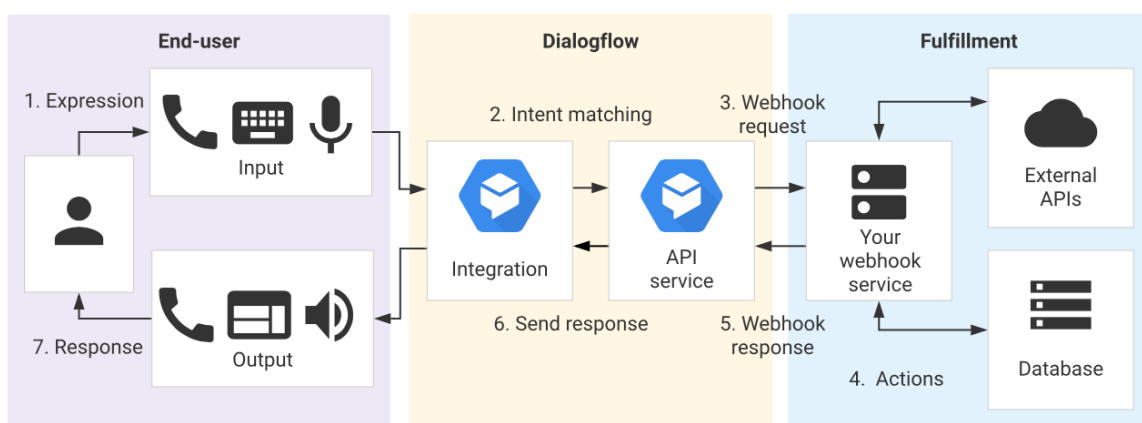 End-user
Dialogflow
Fulfillment
1. Expression
Input
2. Intent matching
3. Webhook
request
External
APIs
Integration
API
service
Your
webhook
service
7. Response
Output
6. Send response
5. Webhook
response
4. Actions
Database